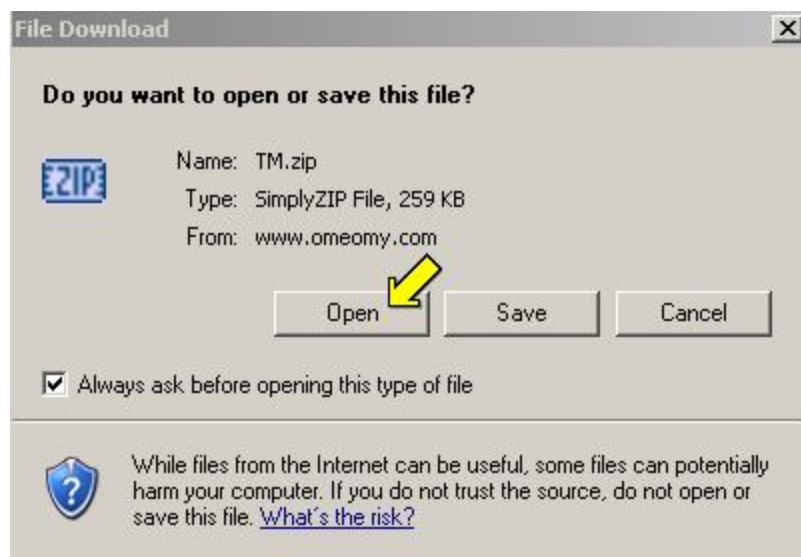 File Download
Do you want to open or save this file?
ZIP
Name: TM.zip
Type: SimplyZIP File, 259 KB
From: www.omeomy.com
Open Save Cancel
Always ask before opening this type of file
While files from the Internet can be useful, some files can potentially
harm your computer. If you do not trust the source, do not open or
save this file. What's the risk?